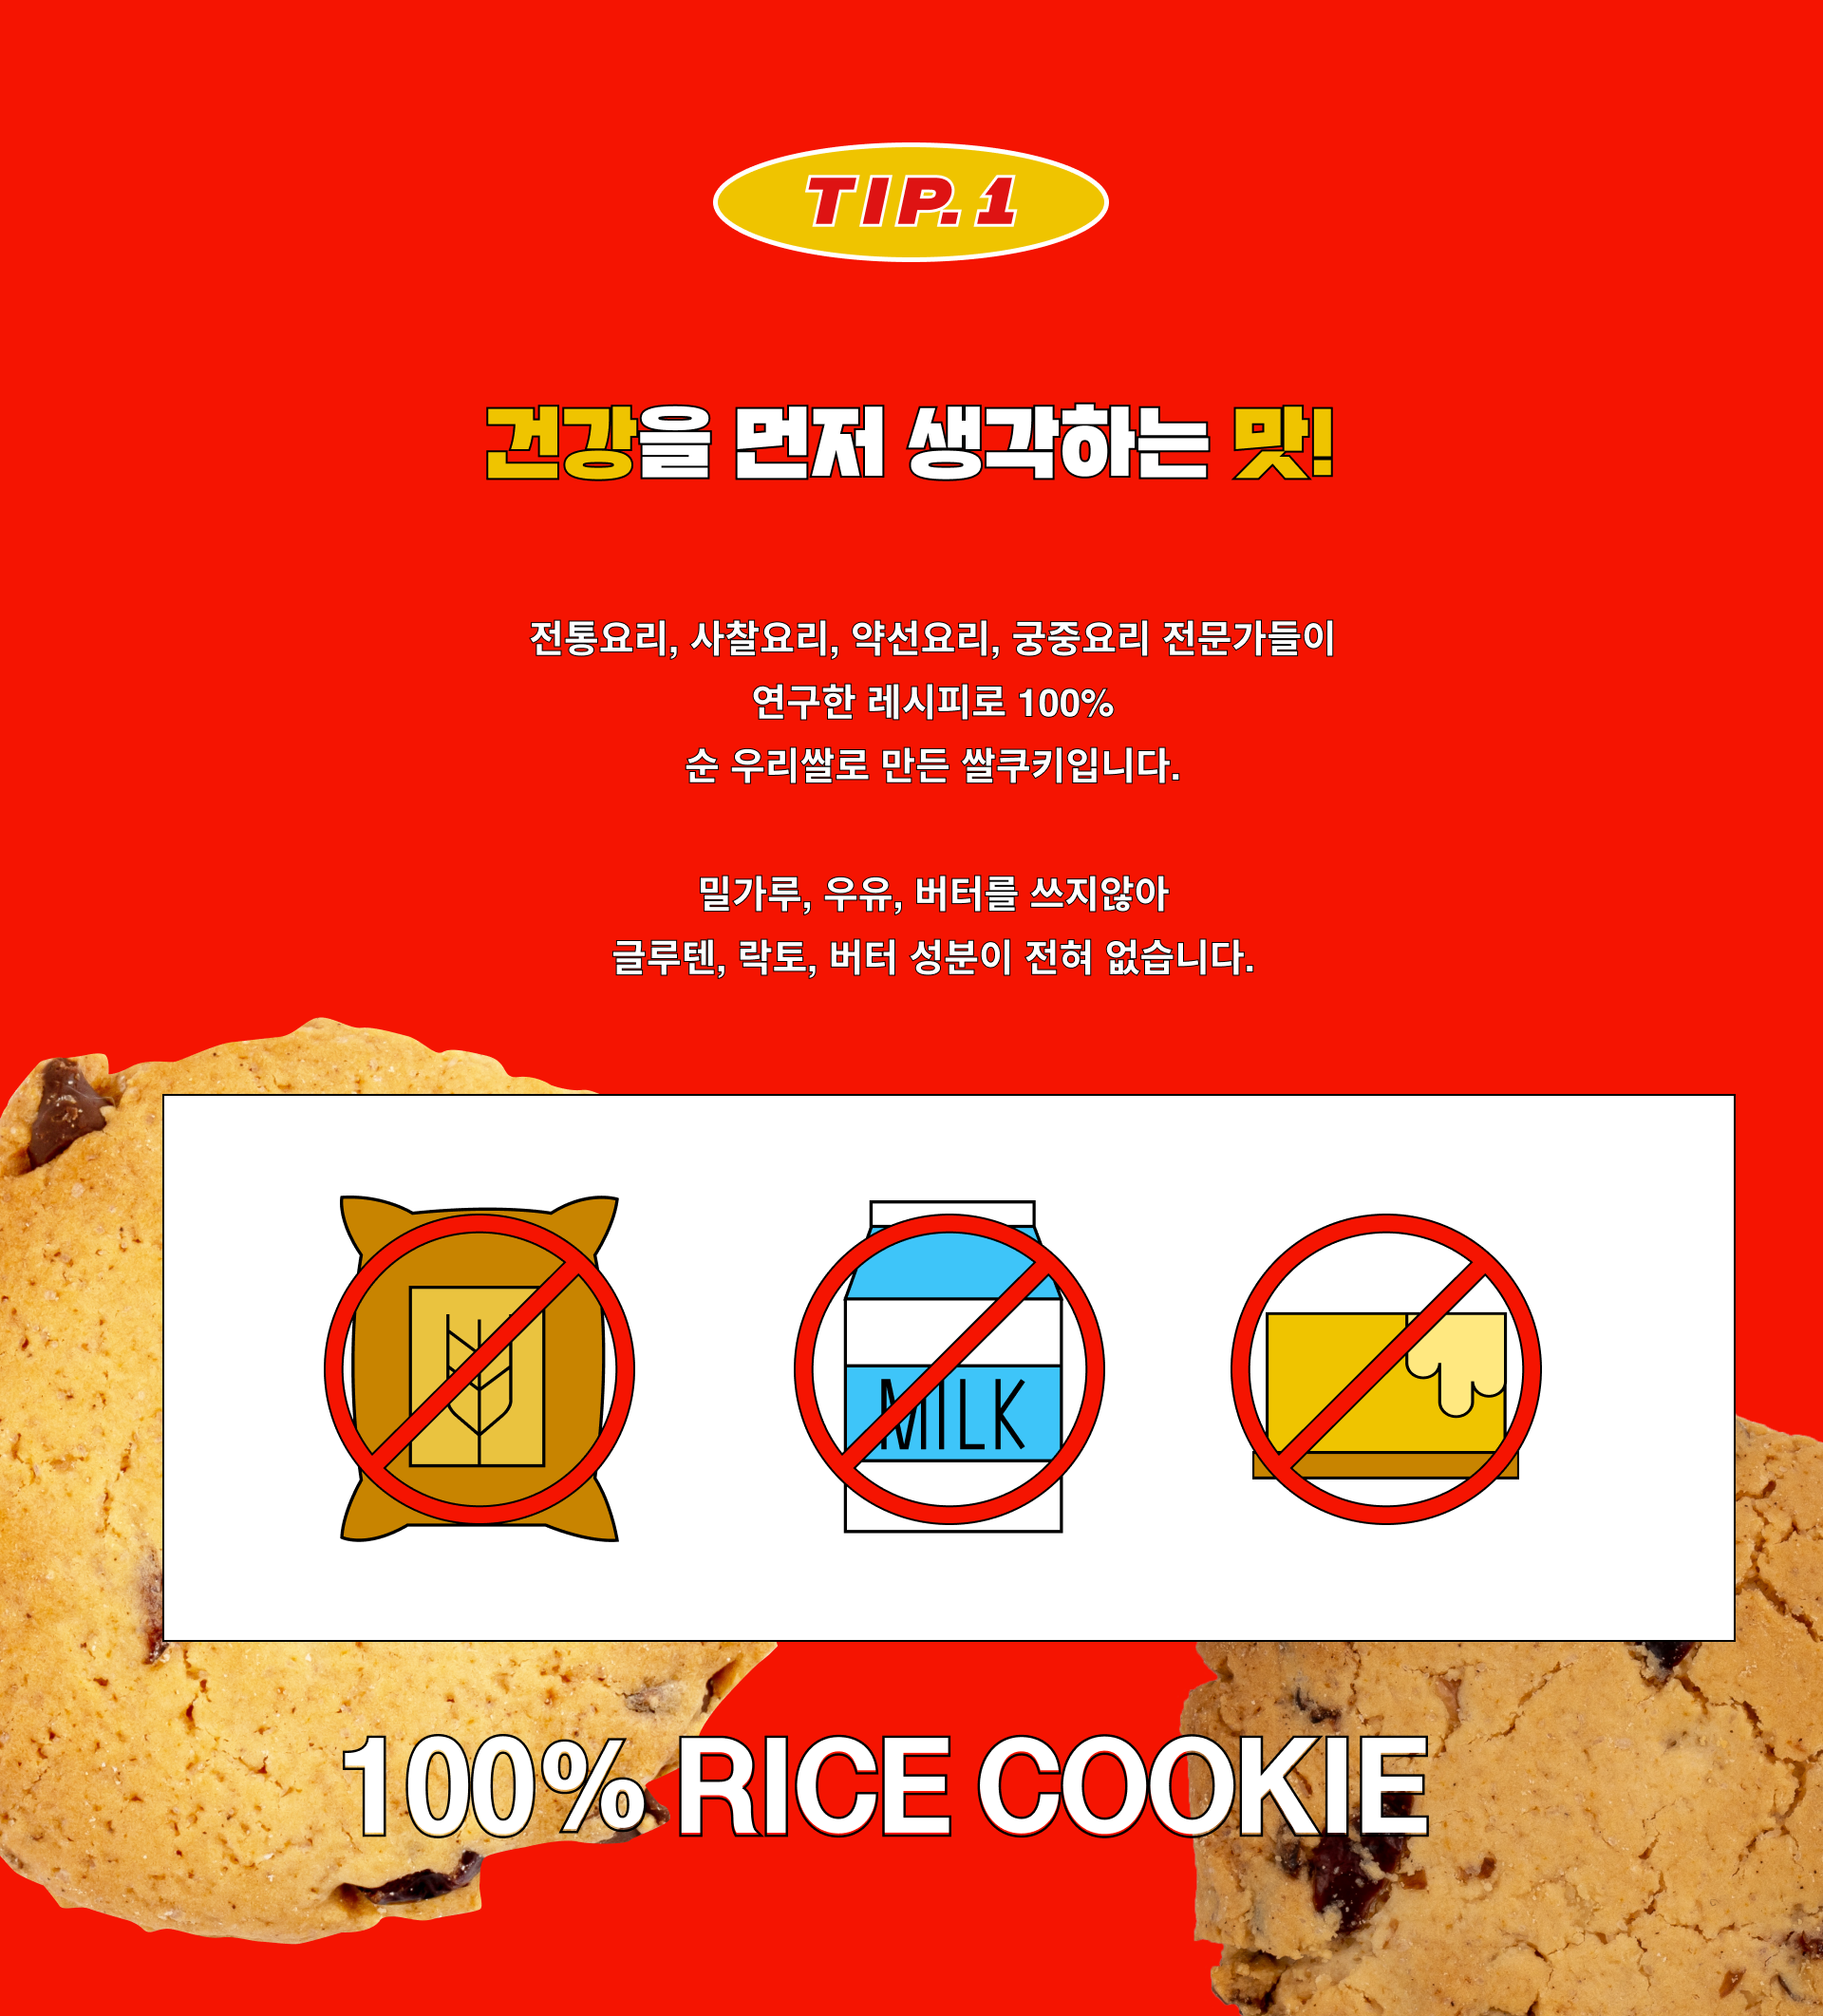 TIP. 1
건강을 먼저 생각하는 맛!
전통요리, 사찰요리, 약선요리, 궁중요리 전문가들이
연구한 레시피로 100%
순 우리쌀로 만든 쌀쿠키입니다.
밀가루, 우유, 버터를 쓰지않아
글루텐, 락토, 버터 성분이 전혀 없습니다.
MILK
100% RICE COOKIE